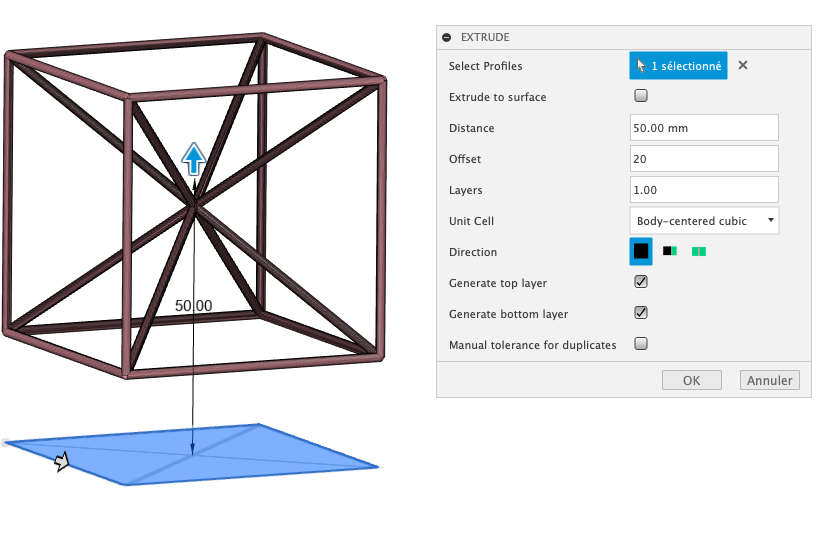 EXTRUDE
Select Profiles
1 sélectionné
Extrude to surface
Distance
50.00 mm
Offset
20
Layers
1.00
Unit Cell
Body-centered cubic
Direction
Generate top layer
50.00
Generate bottom layer
Manual tolerance for duplicates
OK
Annuler